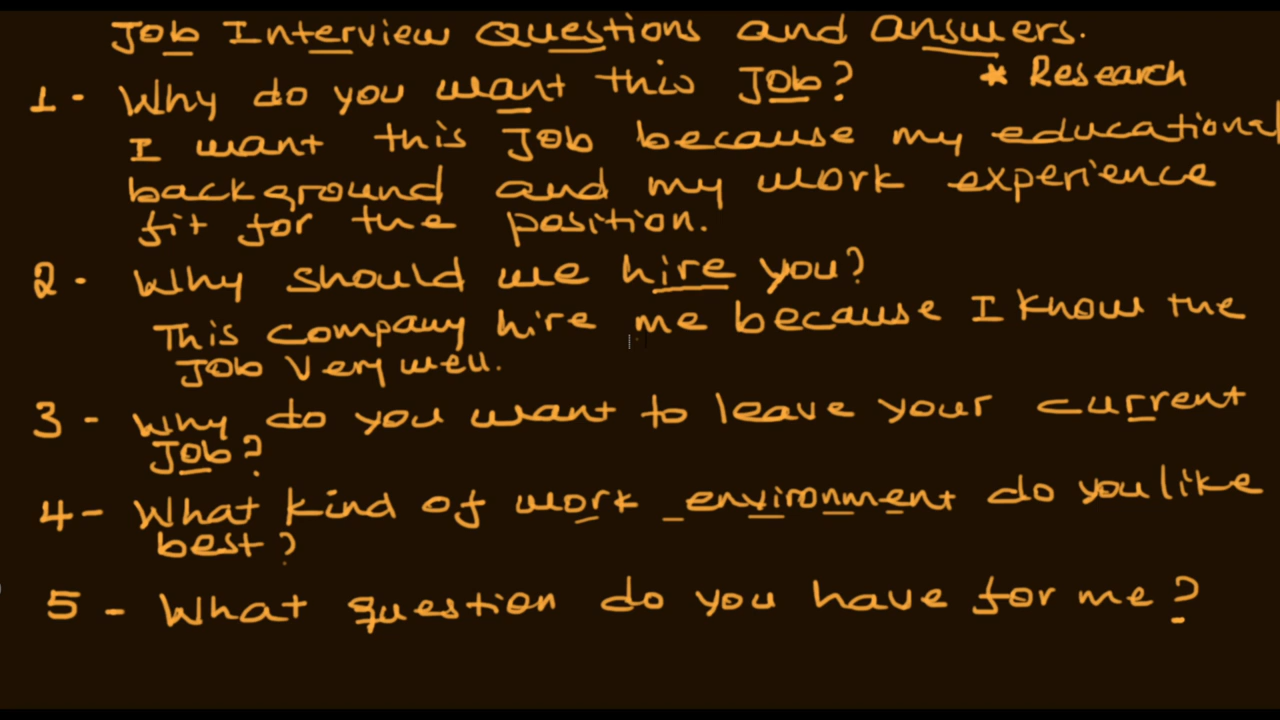 Job Interview Questions and Answers.
* Research
1- Why do you want this Job?
I want this Job because my educational
background and my work experience
fit for the position.
2- Why should we hire you?
This company hire me because I know the
Job very well.
3- Why do you want to leave your current
Job?
4- What kind of work environment do you like
best?
5- What question do you have for me?